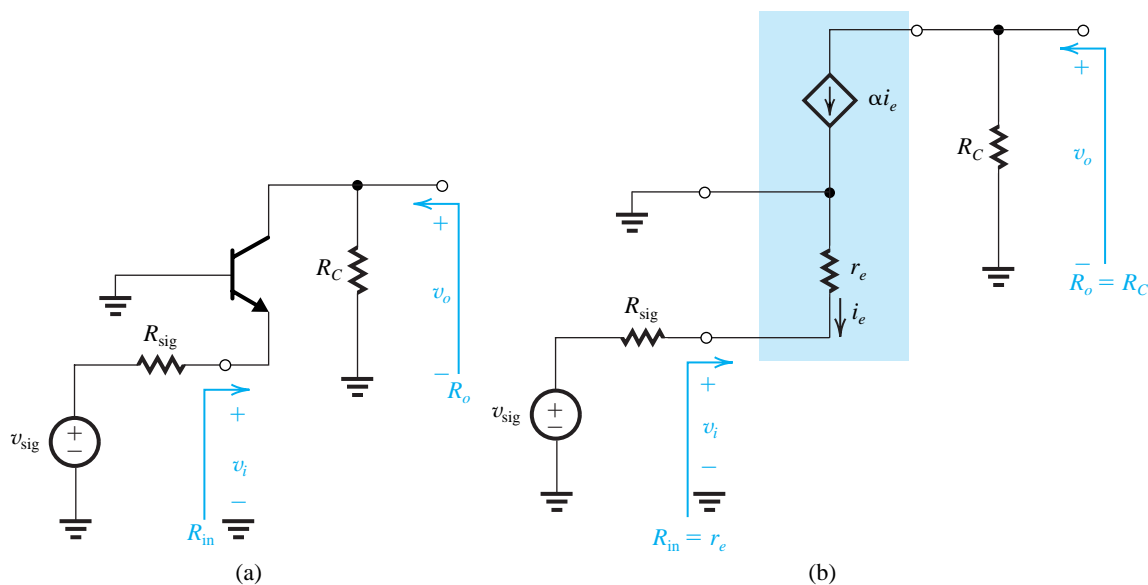 R_C
+
v_o
−
R_o
R_sig
v_sig
+
−
+
v_i
−
R_in
(a)
αi_e
R_C
+
v_o
−
R_o = R_C
r_e
i_e
R_sig
v_sig
+
−
+
v_i
−
R_in = r_e
(b)